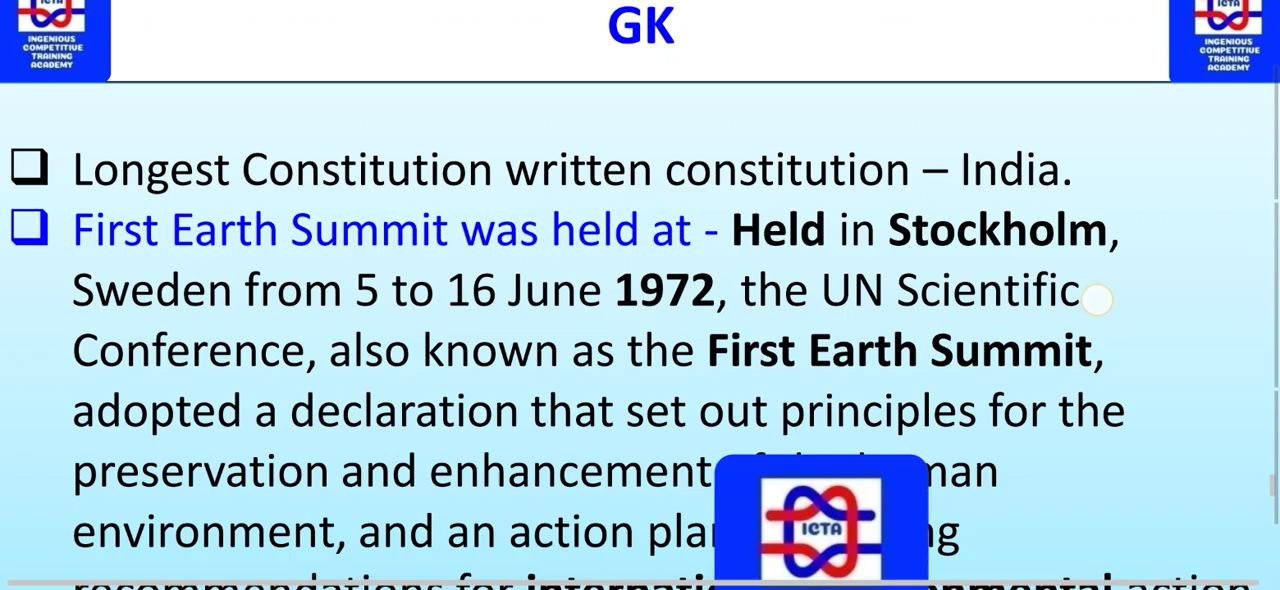 ICTA
INGENIOUS
COMPETITIVE
TRAINING
ACADEMY
GK
ICTA
INGENIOUS
COMPETITIVE
TRAINING
ACADEMY
Longest Constitution written constitution – India.
First Earth Summit was held at - Held in Stockholm,
Sweden from 5 to 16 June 1972, the UN Scientific
Conference, also known as the First Earth Summit,
adopted a declaration that set out principles for the
preservation and enhancement
environment, and an action
recommendations for action
ICTA